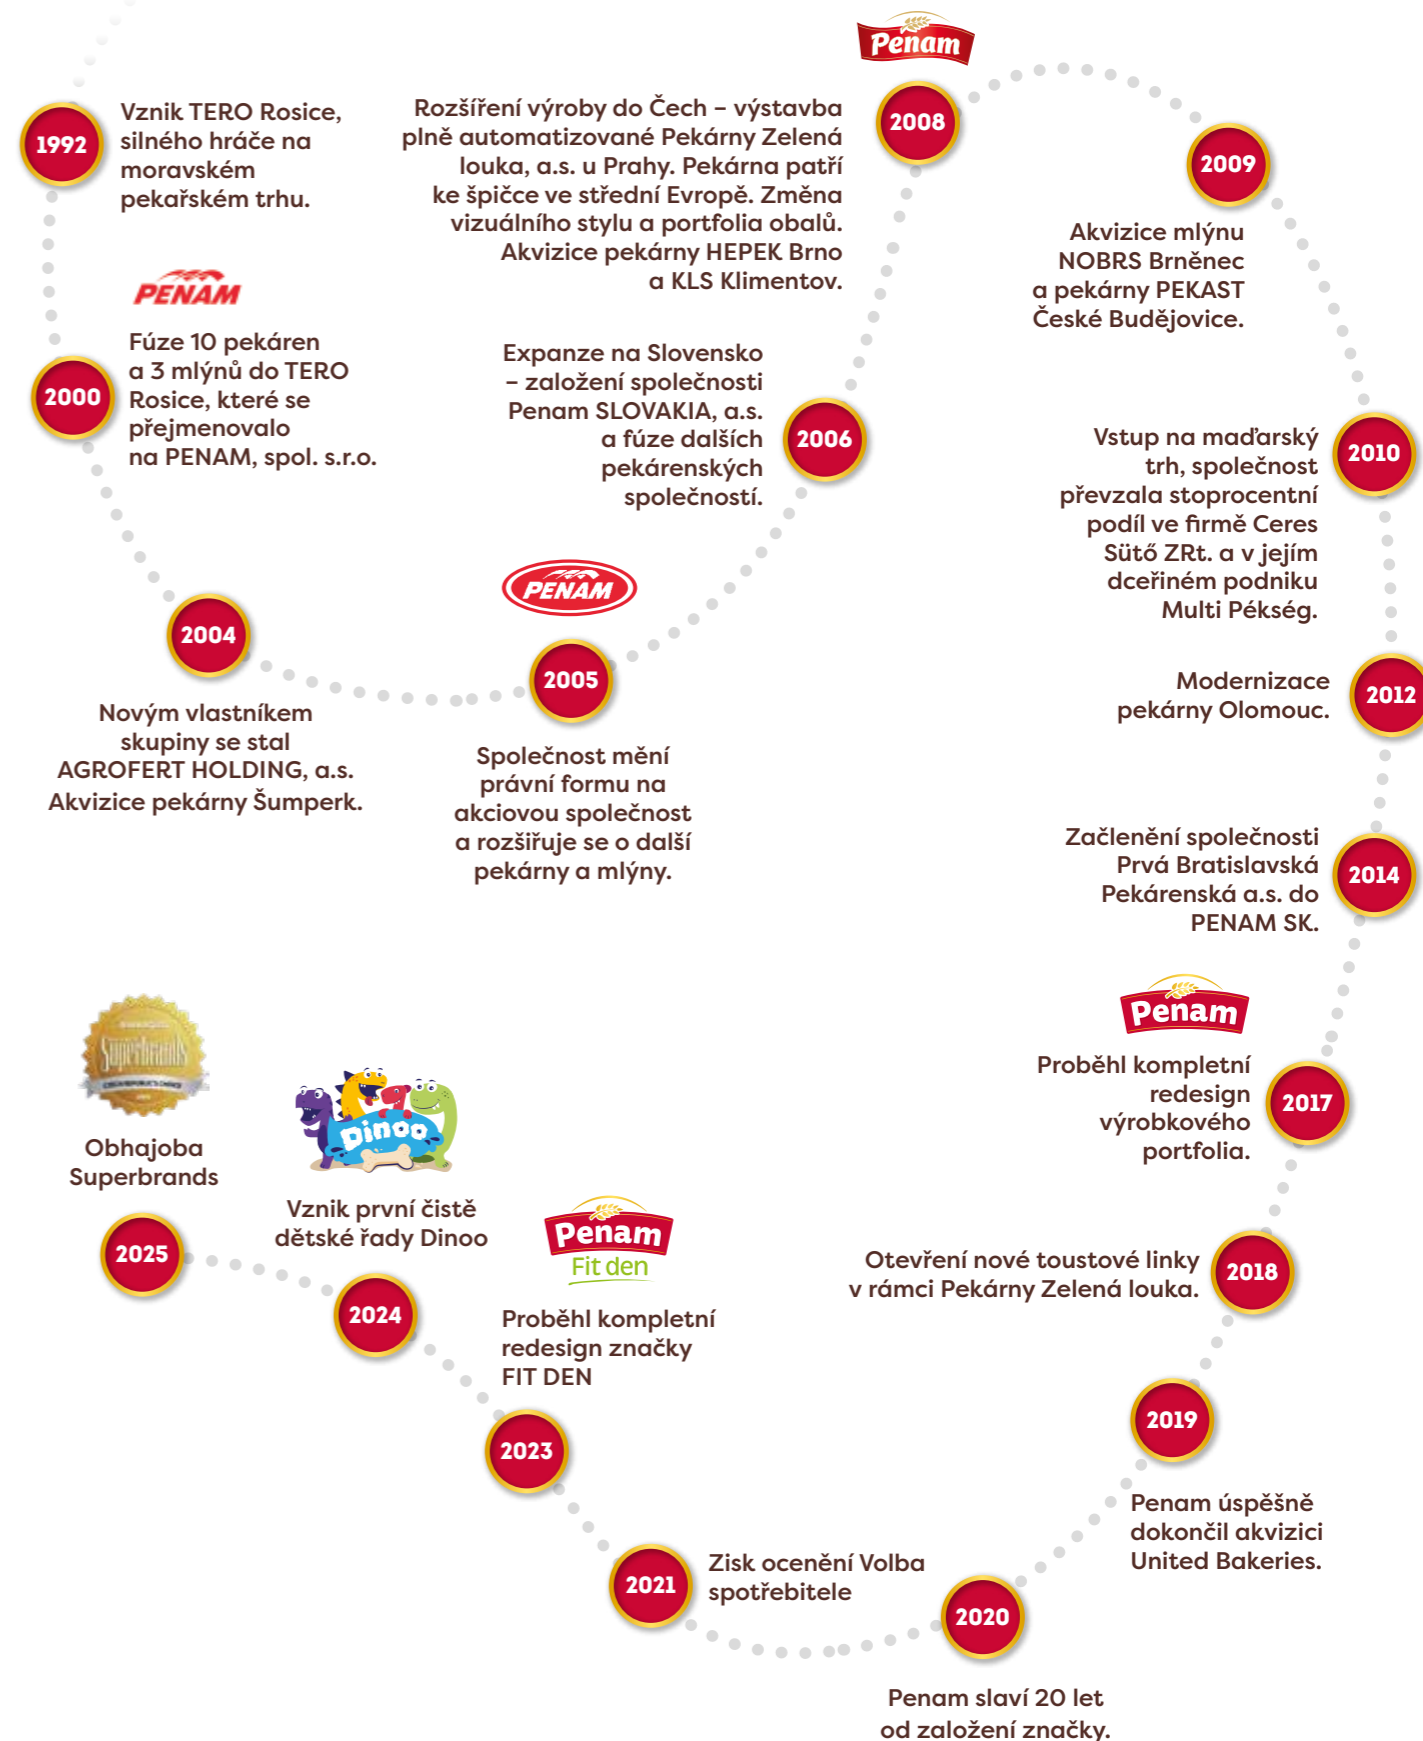 1992
Vznik TERO Rosice,
silného hráče na
moravském
pekařském trhu.
PENAM
2000
Fúze 10 pekáren
a 3 mlýnů do TERO
Rosice, které se
přejmenovalo
na PENAM, spol. s.r.o.
2004
Novým vlastníkem
skupiny se stal
AGROFERT HOLDING, a.s.
Akvizice pekárny Šumperk.
PENAM
2005
Společnost mění
právní formu na
akciovou společnost
a rozšiřuje se o další
pekárny a mlýny.
2006
Expanze na Slovensko
– založení společnosti
Penam SLOVAKIA, a.s.
a fúze dalších
pekárenských
společností.
Penam
2008
Rozšíření výroby do Čech – výstavba
plně automatizované Pekárny Zelená
louka, a.s. u Prahy. Pekárna patří
ke špičce ve střední Evropě. Změna
vizuálního stylu a portfolia obalů.
Akvizice pekárny HEPEK Brno
a KLS Klimentov.
2009
Akvizice mlýnu
NOBRS Brněnec
a pekárny PEKAST
České Budějovice.
2010
Vstup na maďarský
trh, společnost
převzala stoprocentní
podíl ve firmě Ceres
Sütő ZRt. a v jejím
dceřiném podniku
Multi Pékség.
2012
Modernizace
pekárny Olomouc.
2014
Začlenění společnosti
Prvá Bratislavská
Pekárenská a.s. do
PENAM SK.
Penam
2017
Proběhl kompletní
redesign
výrobkového
portfolia.
2018
Otevření nové toustové linky
v rámci Pekárny Zelená louka.
2019
Penam úspěšně
dokončil akvizici
United Bakeries.
2020
Penam slaví 20 let
od založení značky.
2021
Zisk ocenění Volba
spotřebitele
Penam
Fit den
Proběhl kompletní
redesign značky
FIT DEN
2023
Dinoo
Vznik první čistě
dětské řady Dinoo
2024
Superbrands
Obhajoba
Superbrands
2025